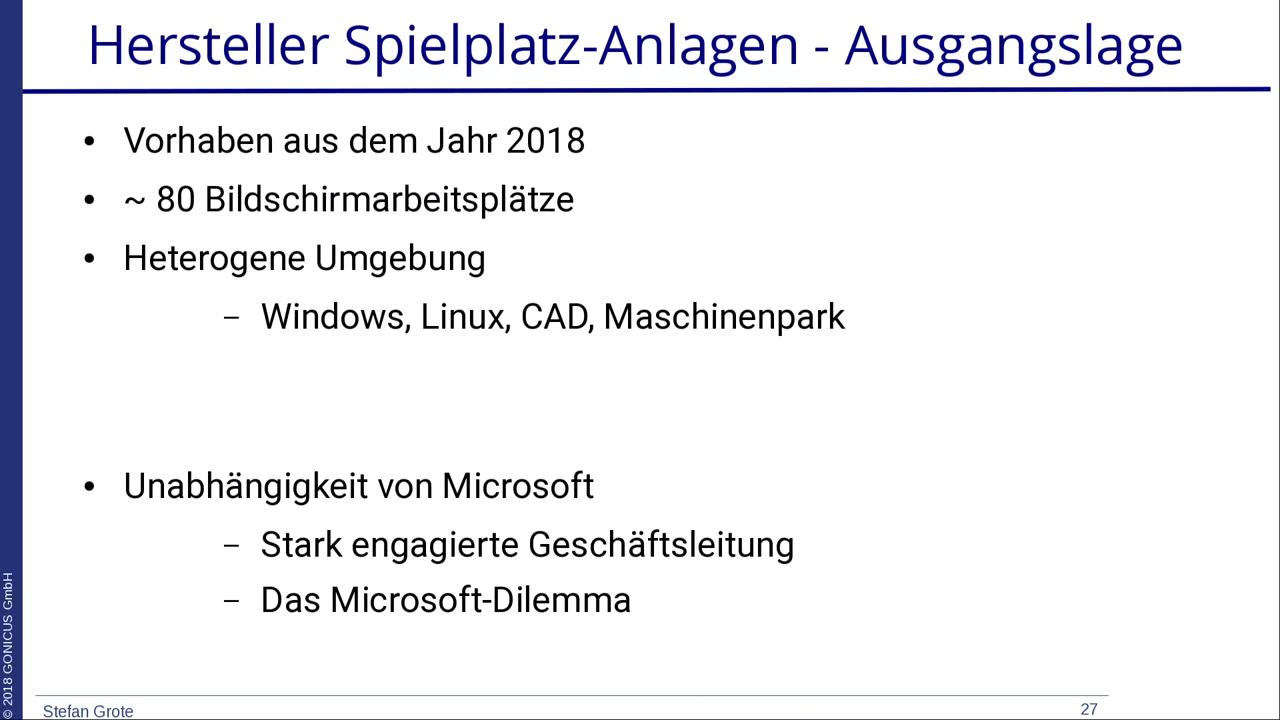 Hersteller Spielplatz-Anlagen - Ausgangslage
• Vorhaben aus dem Jahr 2018
• ~ 80 Bildschirmarbeitsplätze
• Heterogene Umgebung
– Windows, Linux, CAD, Maschinenpark
• Unabhängigkeit von Microsoft
– Stark engagierte Geschäftsleitung
– Das Microsoft-Dilemma
© 2018 GONICUS GmbH
Stefan Grote
27